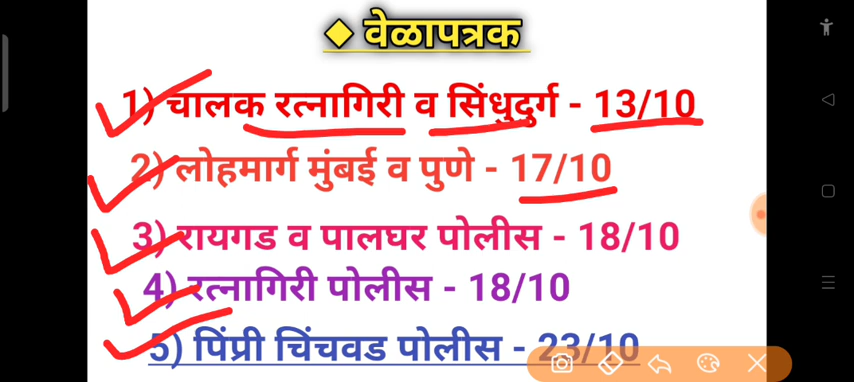 ◆ वेळापत्रक
1) चालक रत्नागिरी व सिंधुदुर्ग - 13/10
2) लोहमार्ग मुंबई व पुणे - 17/10
3) रायगड व पालघर पोलीस - 18/10
4) रत्नागिरी पोलीस - 18/10
5) पिंप्री चिंचवड पोलीस - 23/10